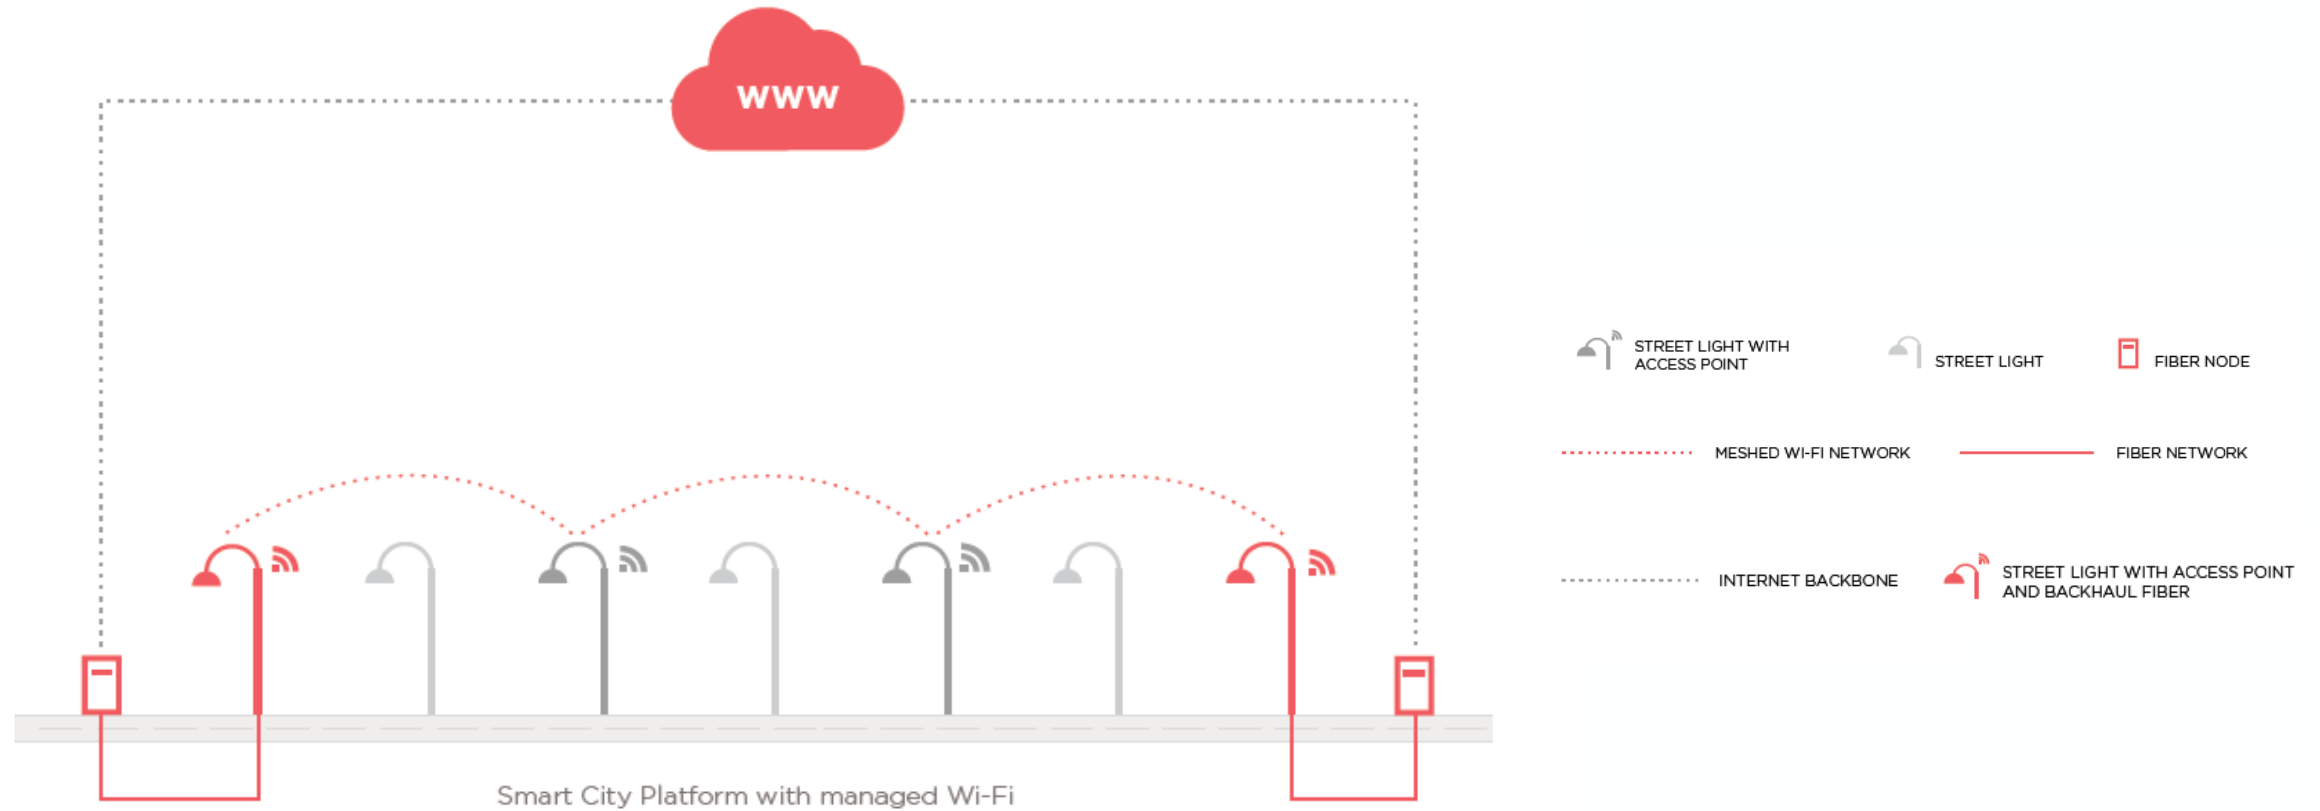 WWW
STREET LIGHT WITH
ACCESS POINT
STREET LIGHT
FIBER NODE
MESHED WI-FI NETWORK
FIBER NETWORK
INTERNET BACKBONE
STREET LIGHT WITH ACCESS POINT
AND BACKHAUL FIBER
Smart City Platform with managed Wi-Fi